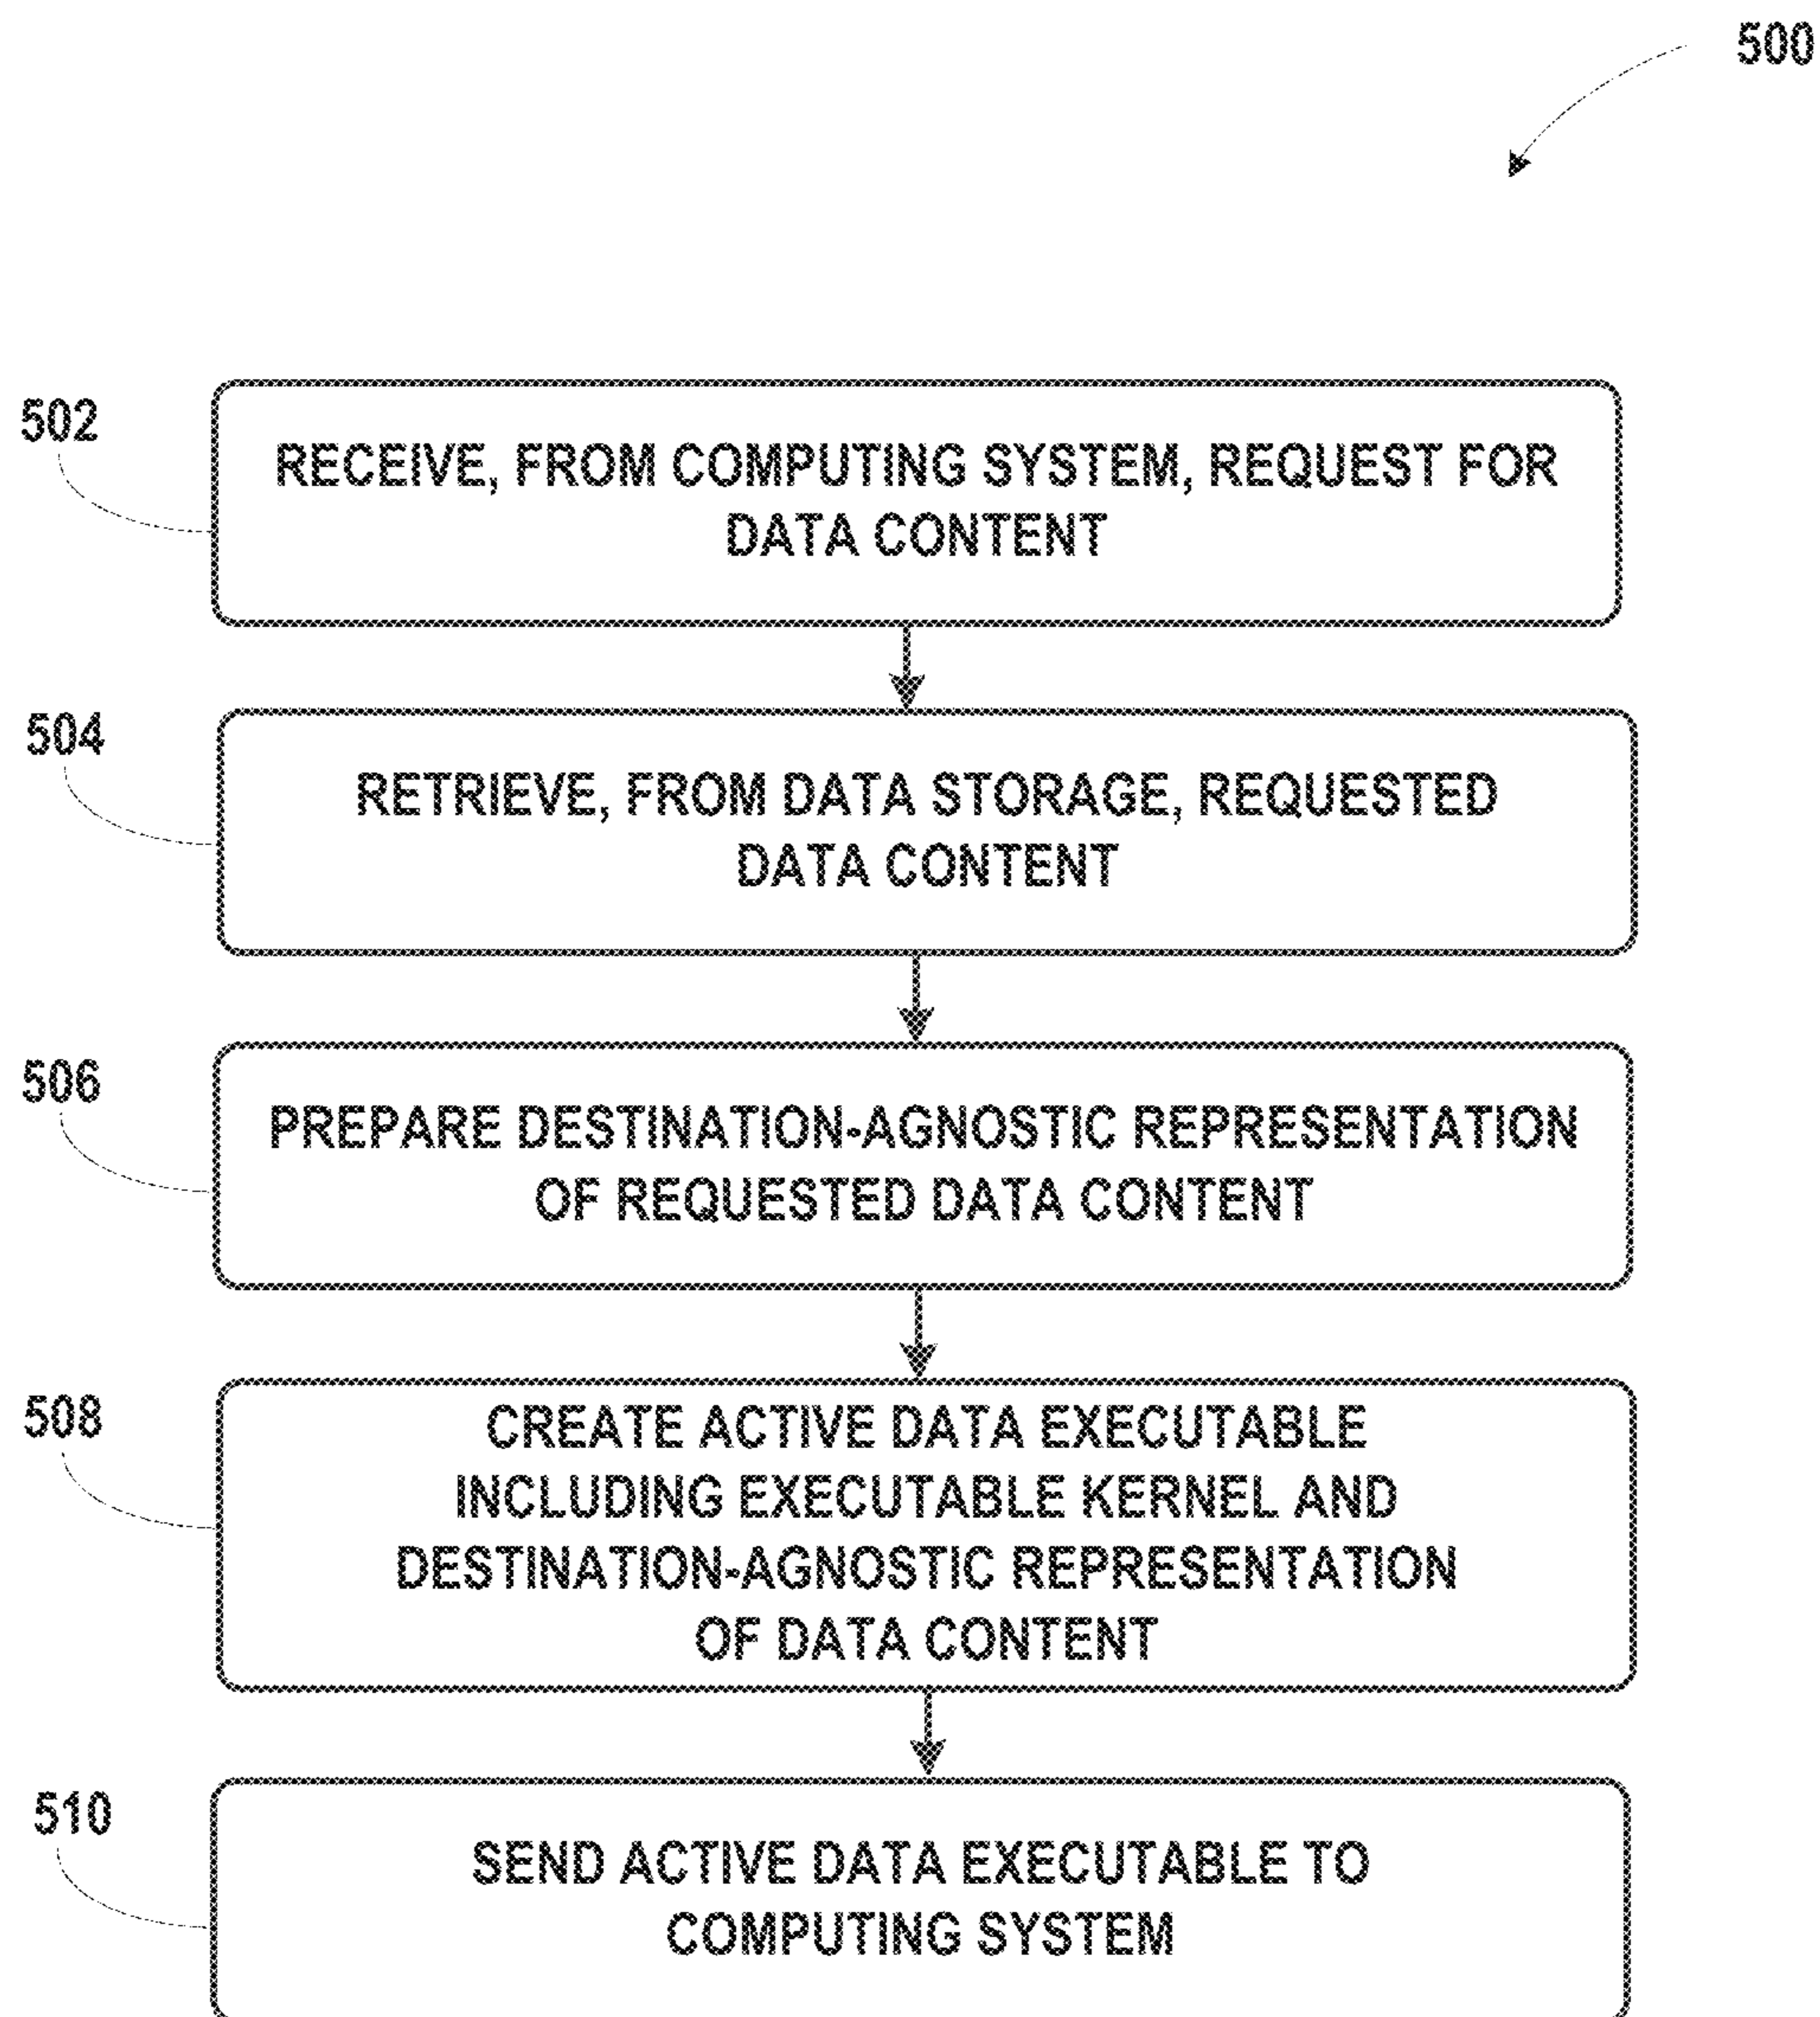 500
502
RECEIVE, FROM COMPUTING SYSTEM, REQUEST FOR
DATA CONTENT
504
RETRIEVE, FROM DATA STORAGE, REQUESTED
DATA CONTENT
506
PREPARE DESTINATION-AGNOSTIC REPRESENTATION
OF REQUESTED DATA CONTENT
508
CREATE ACTIVE DATA EXECUTABLE
INCLUDING EXECUTABLE KERNEL AND
DESTINATION-AGNOSTIC REPRESENTATION
OF DATA CONTENT
510
SEND ACTIVE DATA EXECUTABLE TO
COMPUTING SYSTEM